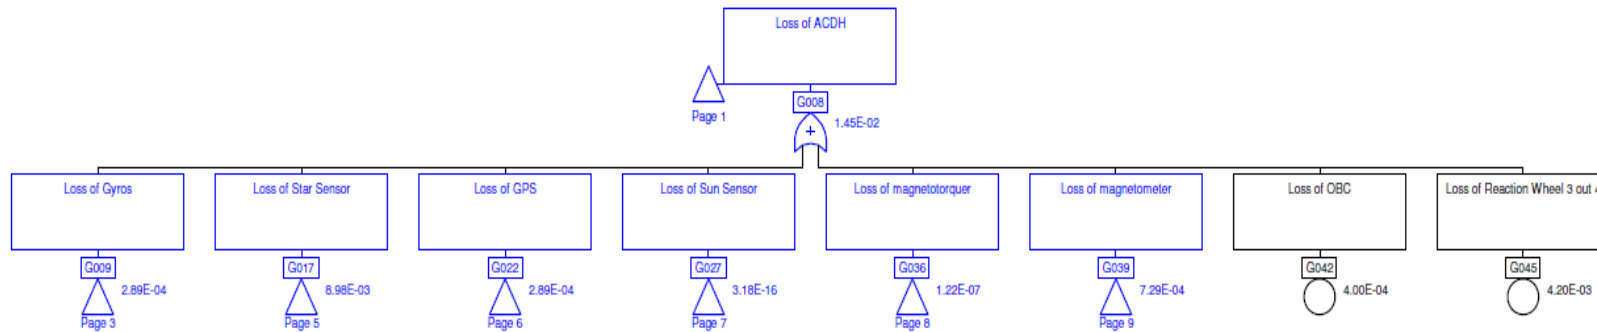 Loss of ACDH
Page 1
G008
+
1.45E-02
Loss of Gyros
Loss of Star Sensor
Loss of GPS
Loss of Sun Sensor
Loss of magnetotorquer
Loss of magnetometer
Loss of OBC
Loss of Reaction Wheel 3 out
G009
G017
G022
G027
G036
G039
G042
G045
2.89E-04
8.98E-03
2.89E-04
3.18E-16
1.22E-07
7.29E-04
4.00E-04
4.20E-03
Page 3
Page 5
Page 6
Page 7
Page 8
Page 9